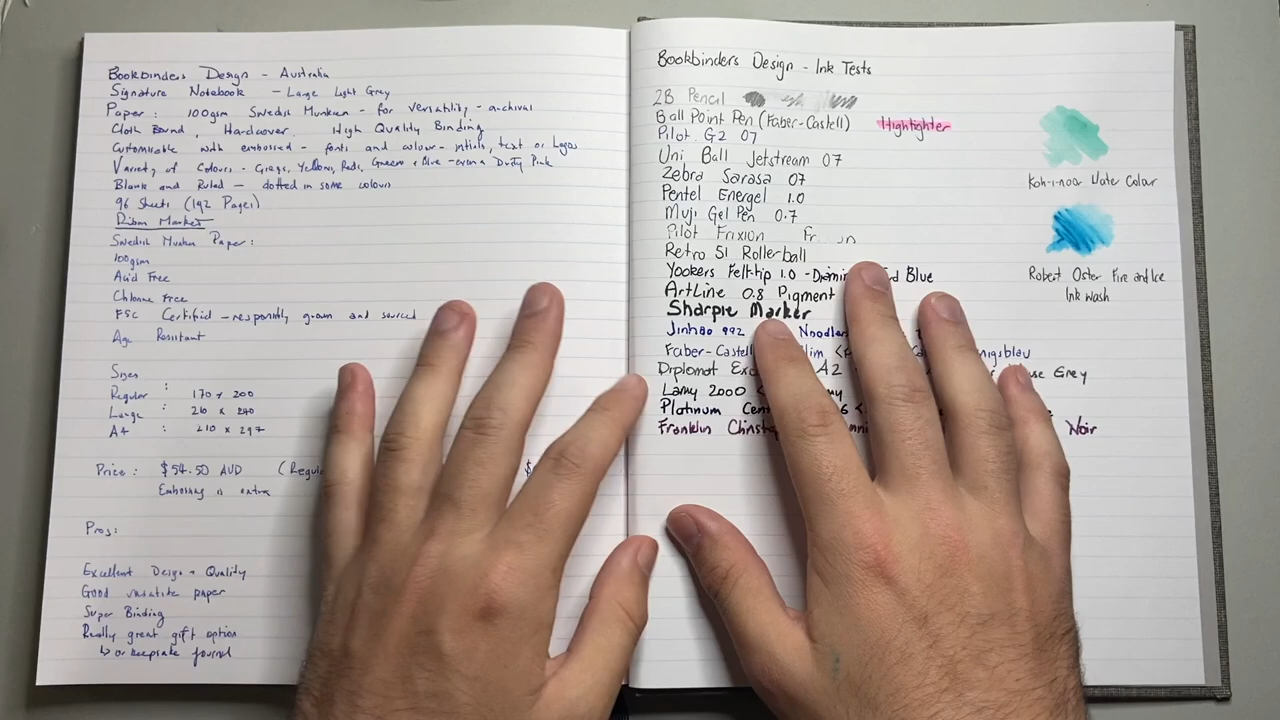 Bookbinders Design - Australia
Signature Notebook - Large Light Grey
Paper: 100gsm Swedish Munken - for versatility - archival
Cloth Bound, Hardcover. High Quality Binding
Customisable with embossed - fonts and colour - initials, text or logos
Variety of Colours - Greys, Yellow, Reds, Greens + Blue - even a Dusty Pink
Blank and Ruled - dotted in some colours
96 Sheets (192 Pages)
Ribbon Marker
Swedish Munken Paper:
100gsm
Acid Free
Chlorine Free
FSC Certified - responsibly grown and sourced
Age Resistant
Sizes
Regular : 170 x 200
Large : 210 x 240
A4 : 210 x 297
Price: $54.50 AUD (Regul
Embossing is extra
Pros:
Excellent Design + Quality
Good versatile paper
Super Binding
Really great gift option
↳ or keepsake journal
Bookbinders Design - Ink Tests
2B Pencil
Ball Point Pen (Faber-Castell) Highlighter
Pilot G2 07
Uni Ball Jetstream 07
Zebra Sarasa 07
Pentel Energel 1.0
Muji Gel Pen 0.7
Pilot Frixion
Retro 51 Rollerball
Yookers Felt-tip 1.0 - Blue
ArtLine 0.8 Pigment
Sharpie Marker
Jinhao 992 Noodler
Faber-Castell
Diplomat Grey
Lamy 2000
Platinum
Franklin Noir
Koh-i-noor Water Colour
Robert Oster Fire and Ice
Ink Wash